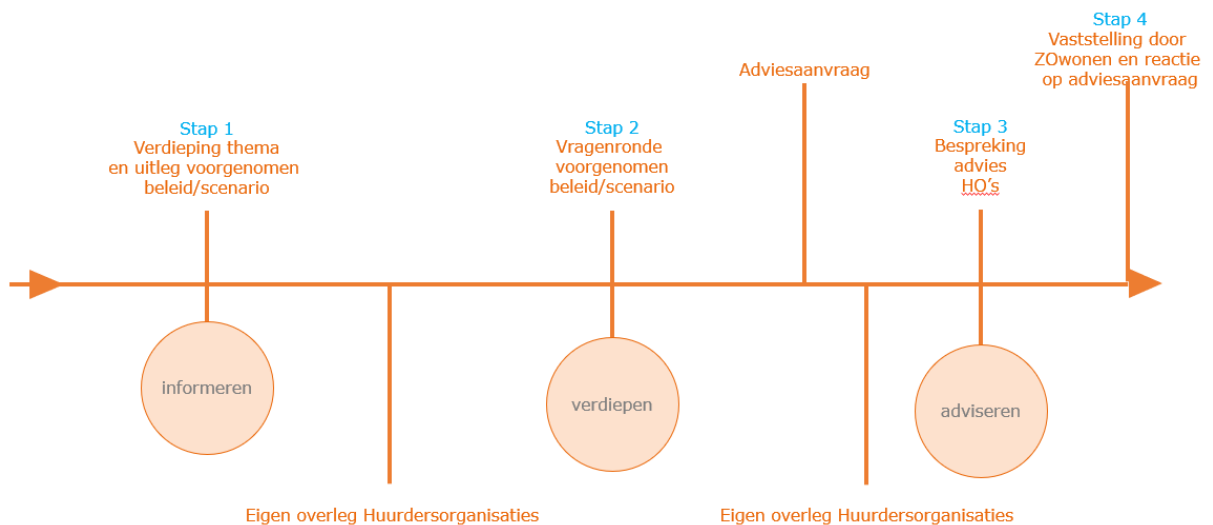 Stap 1
Verdieping thema
en uitleg voorgenomen
beleid/scenario
informeren
Eigen overleg Huurdersorganisaties
Stap 2
Vragenronde
voorgenomen
beleid/scenario
verdiepen
Adviesaanvraag
Eigen overleg Huurdersorganisaties
Stap 3
Bespreking
advies
HO's
adviseren
Stap 4
Vaststelling door
ZOwonen en reactie
op adviesaanvraag